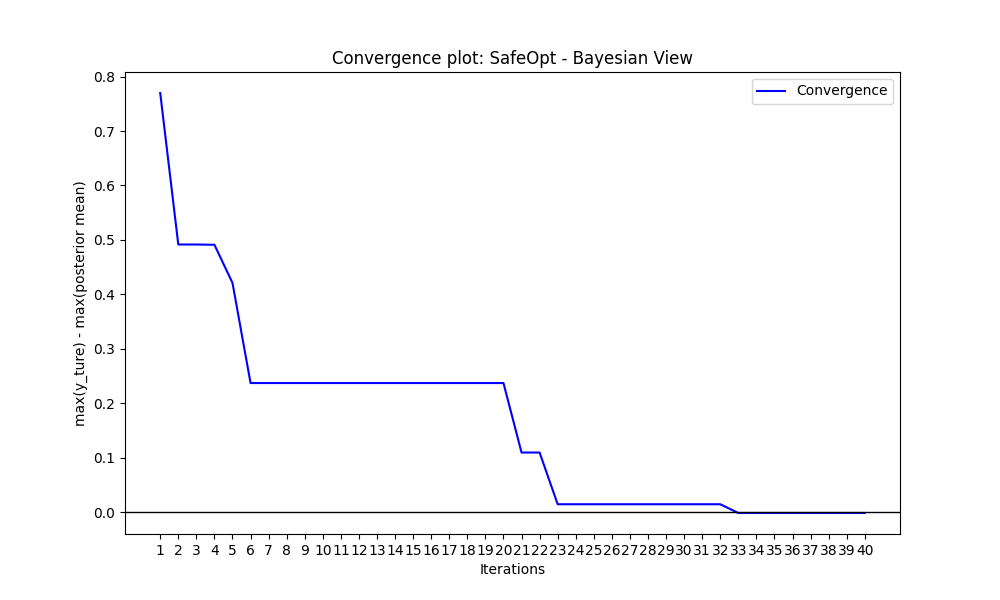 Convergence plot: SafeOpt - Bayesian View
Convergence
max(y_ture) - max(posterior mean)
0.8
0.7
0.6
0.5
0.4
0.3
0.2
0.1
0.0
1 2 3 4 5 6 7 8 9 10 11 12 13 14 15 16 17 18 19 20 21 22 23 24 25 26 27 28 29 30 31 32 33 34 35 36 37 38 39 40
Iterations